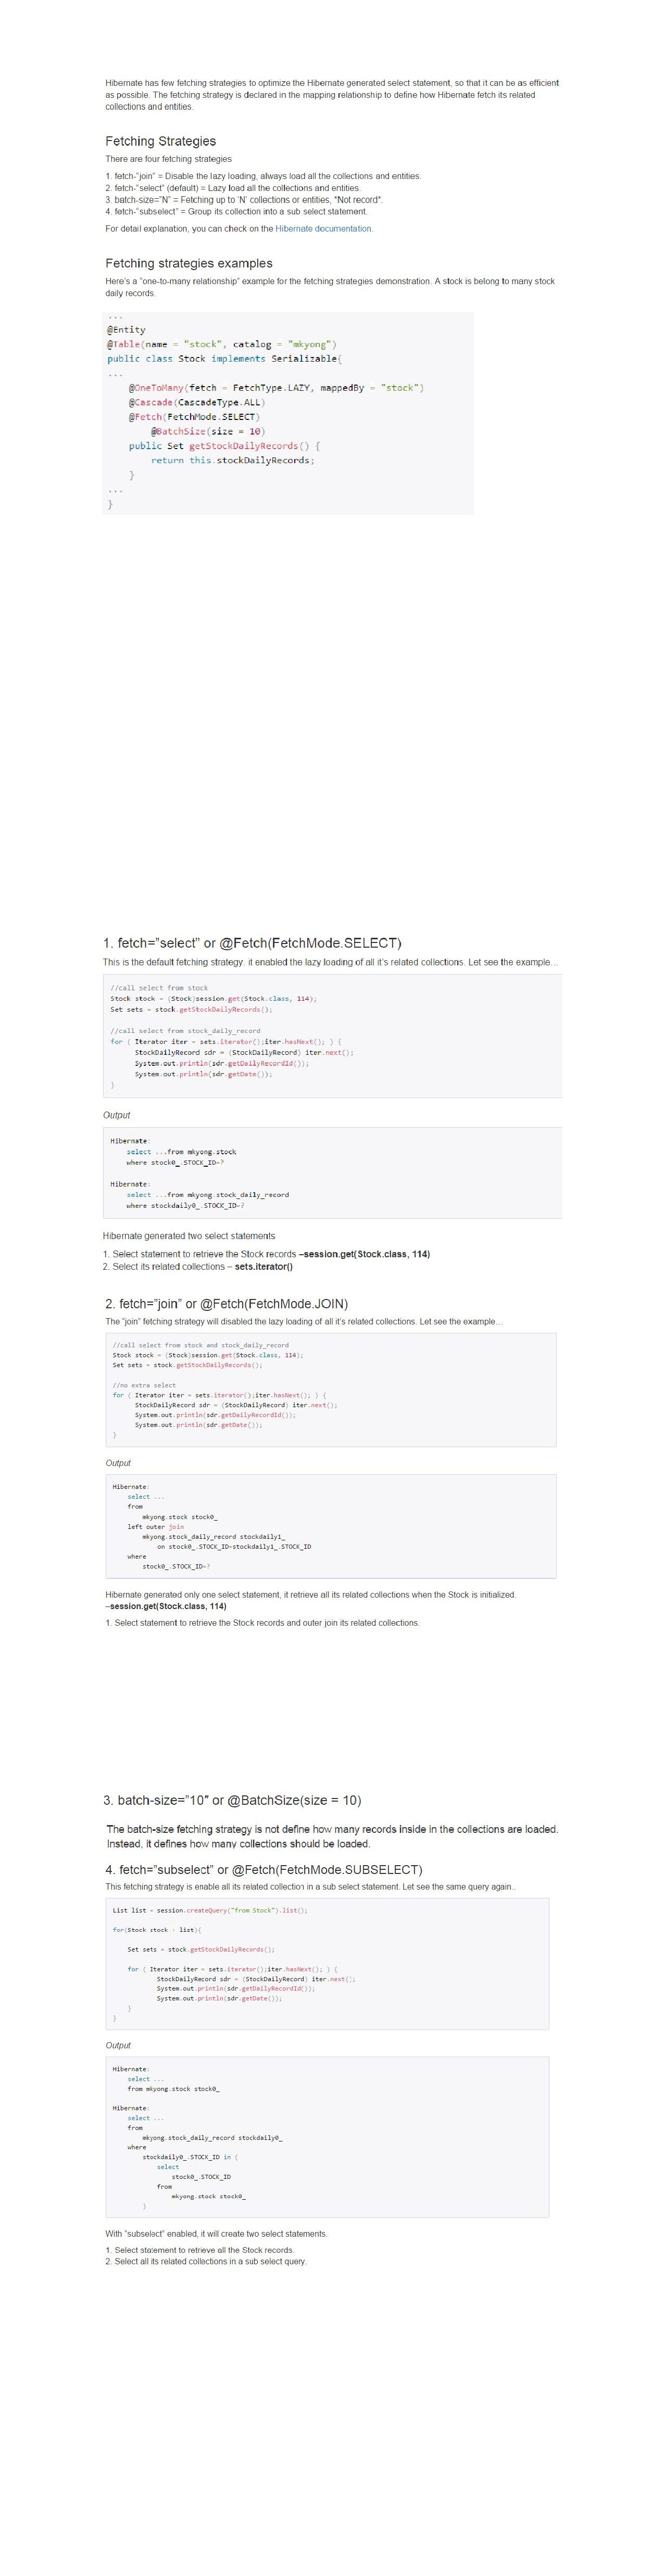 Hibernate has few fetching strategies to optimize the Hibernate generated select statement, so that it can be as efficient
as possible. The fetching strategy is declared in the mapping relationship to define how Hibernate fetch its related
collections and entities.
Fetching Strategies
There are four fetching strategies
1. fetch-"join" = Disable the lazy loading, always load all the collections and entities.
2. fetch-"select" (default) = Lazy load all the collections and entities.
3. batch-size="N" = Fetching up to 'N' collections or entities, *Not record*.
4. fetch-"subselect" = Group its collection into a sub select statement.
For detail explanation, you can check on the Hibernate documentation.
Fetching strategies examples
Here's a "one-to-many relationship" example for the fetching strategies demonstration. A stock is belong to many stock
daily records.
...
@Entity
@Table(name = "stock", catalog = "mkyong")
public class Stock implements Serializable{
...
@OneToMany(fetch = FetchType.LAZY, mappedBy = "stock")
@Cascade(CascadeType.ALL)
@Fetch(FetchMode.SELECT)
@BatchSize(size = 10)
public Set getStockDailyRecords() {
return this.stockDailyRecords;
}
...
}
1. fetch="select" or @Fetch(FetchMode.SELECT)
This is the default fetching strategy. it enabled the lazy loading of all it's related collections. Let see the example…
//call select from stock
Stock stock = (Stock)session.get(Stock.class, 114);
Set sets = stock.getStockDailyRecords();
//call select from stock_daily_record
for ( Iterator iter = sets.iterator();iter.hasNext(); ) {
StockDailyRecord sdr = (StockDailyRecord) iter.next();
System.out.println(sdr.getDailyRecordId());
System.out.println(sdr.getDate());
}
Output
Hibernate:
select ...from mkyong.stock
where stock0_.STOCK_ID=?
Hibernate:
select ...from mkyong.stock_daily_record
where stockdaily0_.STOCK_ID=?
Hibernate generated two select statements
1. Select statement to retrieve the Stock records –session.get(Stock.class, 114)
2. Select its related collections – sets.iterator()
2. fetch="join" or @Fetch(FetchMode.JOIN)
The "join" fetching strategy will disabled the lazy loading of all it's related collections. Let see the example…
//call select from stock and stock_daily_record
Stock stock = (Stock)session.get(Stock.class, 114);
Set sets = stock.getStockDailyRecords();
//no extra select
for ( Iterator iter = sets.iterator();iter.hasNext(); ) {
StockDailyRecord sdr = (StockDailyRecord) iter.next();
System.out.println(sdr.getDailyRecordId());
System.out.println(sdr.getDate());
}
Output
Hibernate:
select ...
from
mkyong.stock stock0_
left outer join
mkyong.stock_daily_record stockdaily1_
on stock0_.STOCK_ID=stockdaily1_.STOCK_ID
where
stock0_.STOCK_ID=?
Hibernate generated only one select statement, it retrieve all its related collections when the Stock is initialized.
–session.get(Stock.class, 114)
1. Select statement to retrieve the Stock records and outer join its related collections.
3. batch-size="10″ or @BatchSize(size = 10)
The batch-size fetching strategy is not define how many records inside in the collections are loaded.
Instead, it defines how many collections should be loaded.
4. fetch="subselect" or @Fetch(FetchMode.SUBSELECT)
This fetching strategy is enable all its related collection in a sub select statement. Let see the same query again..
List list = session.createQuery("from Stock").list();
for(Stock stock : list){
Set sets = stock.getStockDailyRecords();
for ( Iterator iter = sets.iterator();iter.hasNext(); ) {
StockDailyRecord sdr = (StockDailyRecord) iter.next();
System.out.println(sdr.getDailyRecordId());
System.out.println(sdr.getDate());
}
}
Output
Hibernate:
select ...
from mkyong.stock stock0_
Hibernate:
select ...
from
mkyong.stock_daily_record stockdaily0_
where
stockdaily0_.STOCK_ID in (
select
stock0_.STOCK_ID
from
mkyong.stock stock0_
)
With "subselect" enabled, it will create two select statements.
1. Select statement to retrieve all the Stock records.
2. Select all its related collections in a sub select query.